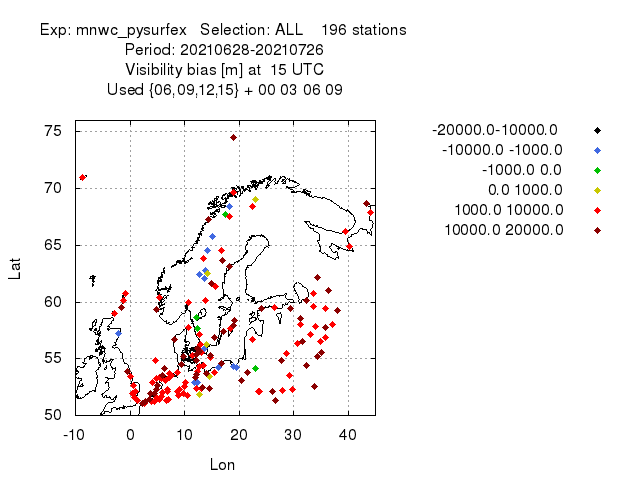 Exp: mnwc_pysurfex   Selection: ALL    196 stations
Period: 20210628-20210726
Visibility bias [m] at  15 UTC
Used {06,09,12,15} + 00 03 06 09
-20000.0-10000.0
-10000.0 -1000.0
-1000.0 0.0
0.0 1000.0
1000.0 10000.0
10000.0 20000.0
75
70
65
60
55
50
Lat
-10 0 10 20 30 40
Lon